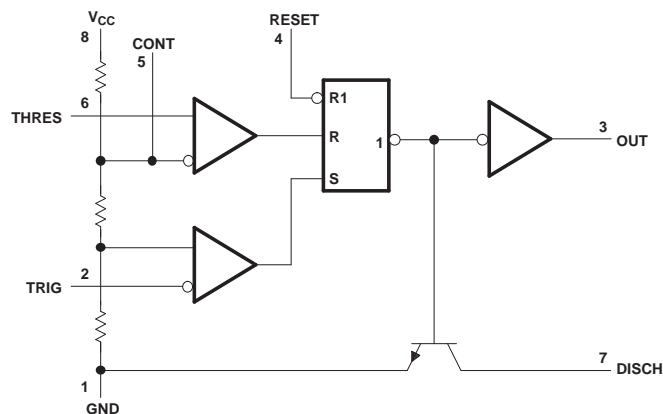 VCC
8
CONT
5
RESET
4
6
THRES
R1
R
1
S
3
OUT
2
TRIG
7
DISCH
1
GND